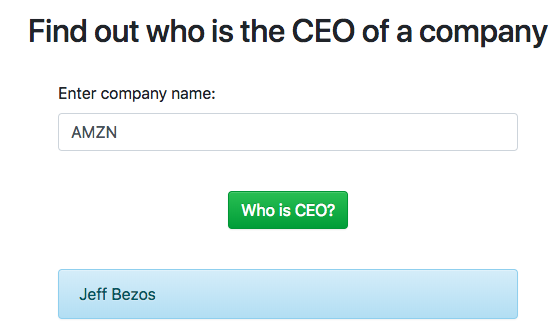 Find out who is the CEO of a company
Enter company name:
AMZN
Who is CEO?
Jeff Bezos